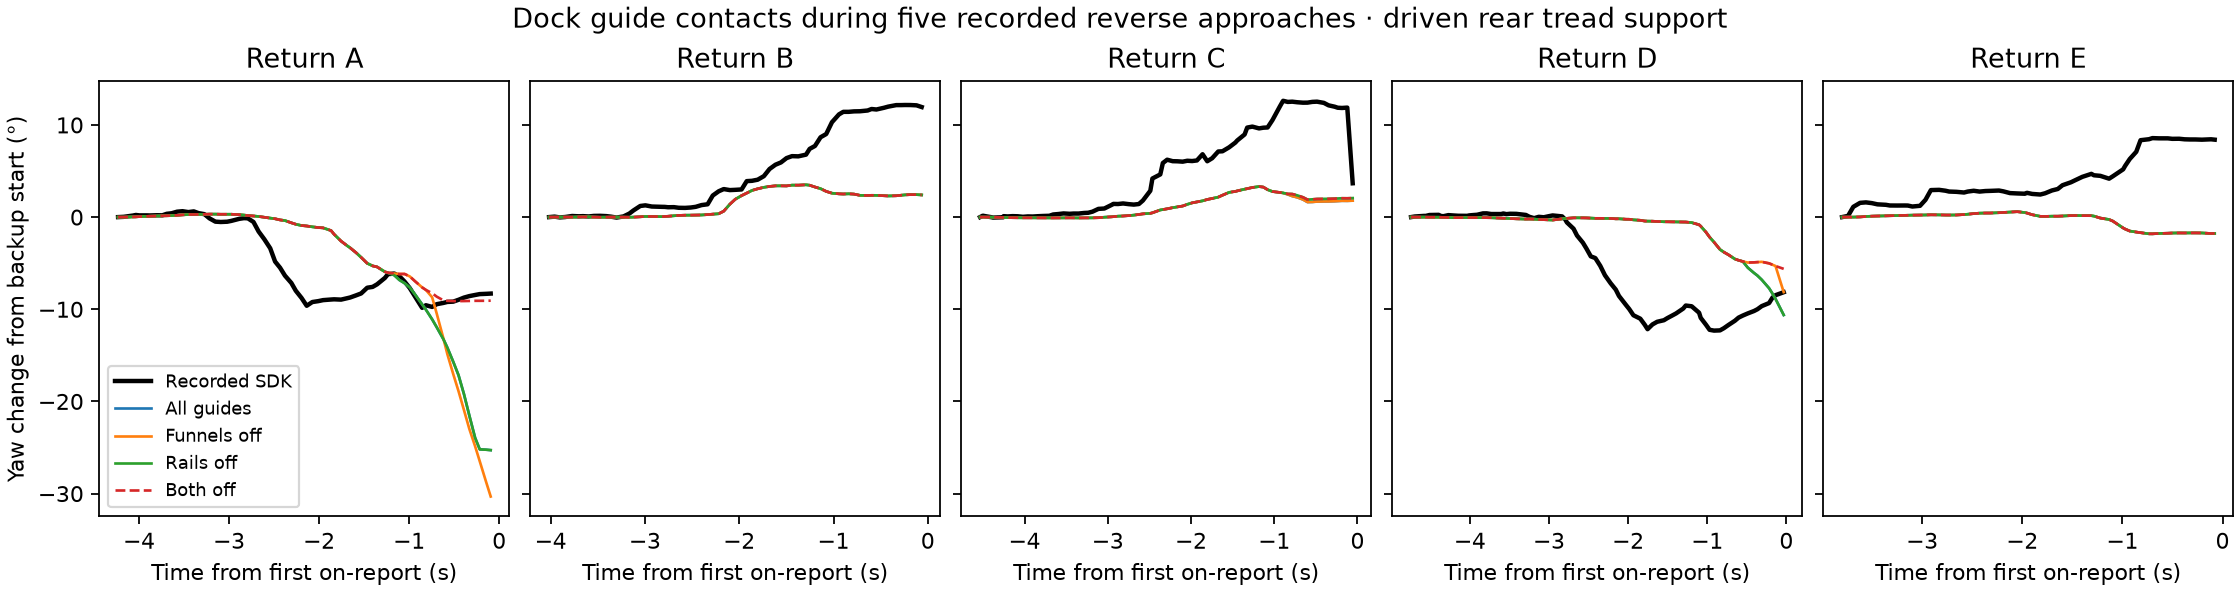 Dock guide contacts during five recorded reverse approaches · driven rear tread support
Return A
Return B
Return C
Return D
Return E
Yaw change from backup start (°)
10
0
−10
−20
−30
Recorded SDK
All guides
Funnels off
Rails off
Both off
−4 −3 −2 −1 0
−4 −3 −2 −1 0
−4 −3 −2 −1 0
−4 −3 −2 −1 0
−3 −2 −1 0
Time from first on-report (s)
Time from first on-report (s)
Time from first on-report (s)
Time from first on-report (s)
Time from first on-report (s)